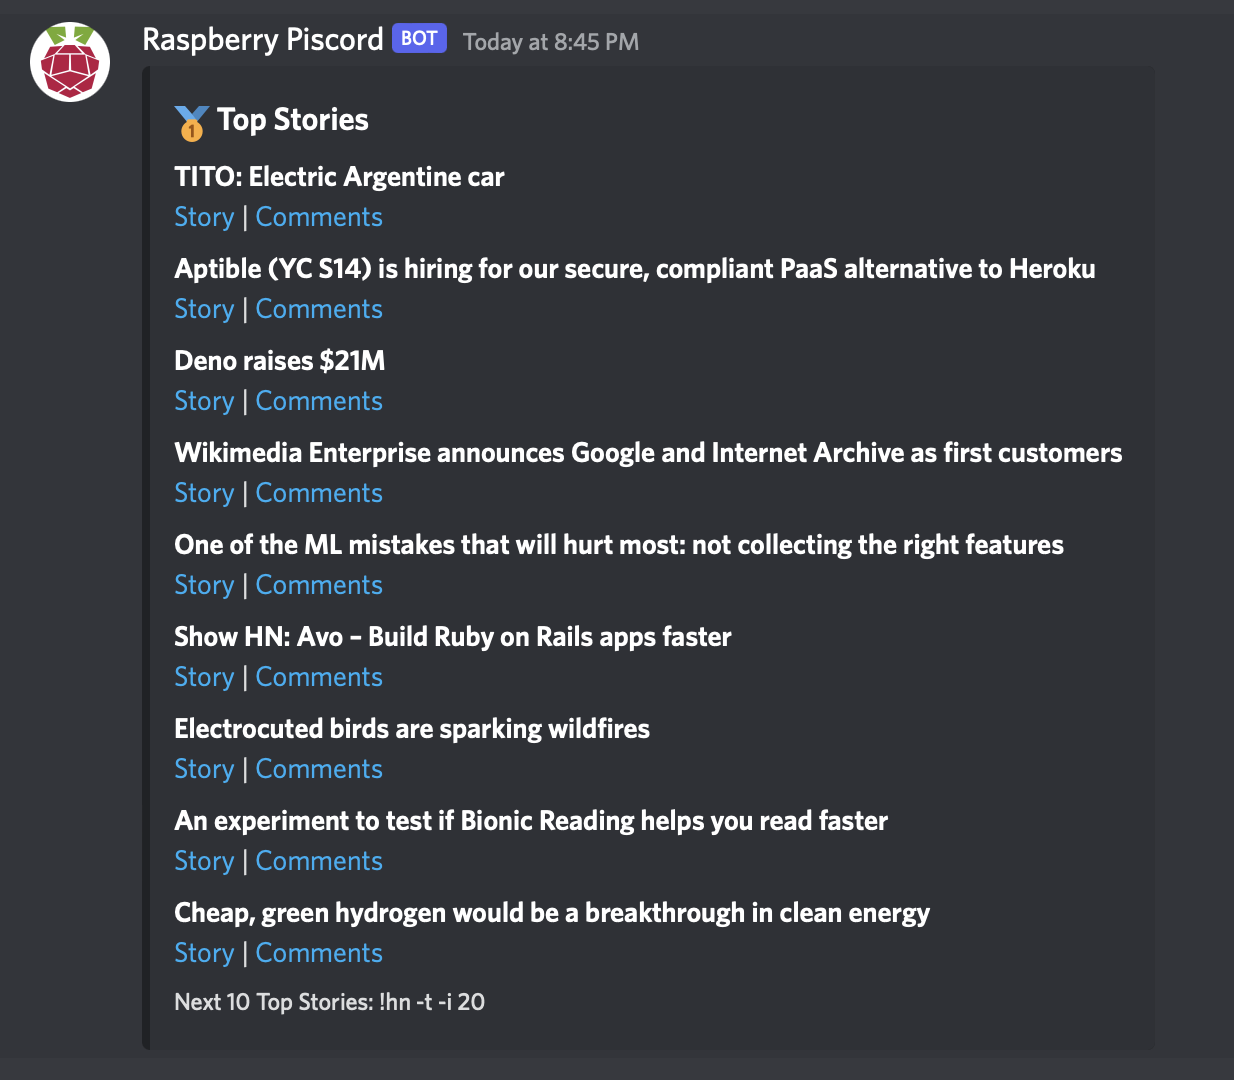 Raspberry Piscord BOT Today at 8:45 PM
1 Top Stories
TITO: Electric Argentine car
Story | Comments
Aptible (YC S14) is hiring for our secure, compliant PaaS alternative to Heroku
Story | Comments
Deno raises $21M
Story | Comments
Wikimedia Enterprise announces Google and Internet Archive as first customers
Story | Comments
One of the ML mistakes that will hurt most: not collecting the right features
Story | Comments
Show HN: Avo – Build Ruby on Rails apps faster
Story | Comments
Electrocuted birds are sparking wildfires
Story | Comments
An experiment to test if Bionic Reading helps you read faster
Story | Comments
Cheap, green hydrogen would be a breakthrough in clean energy
Story | Comments
Next 10 Top Stories: !hn -t -i 20